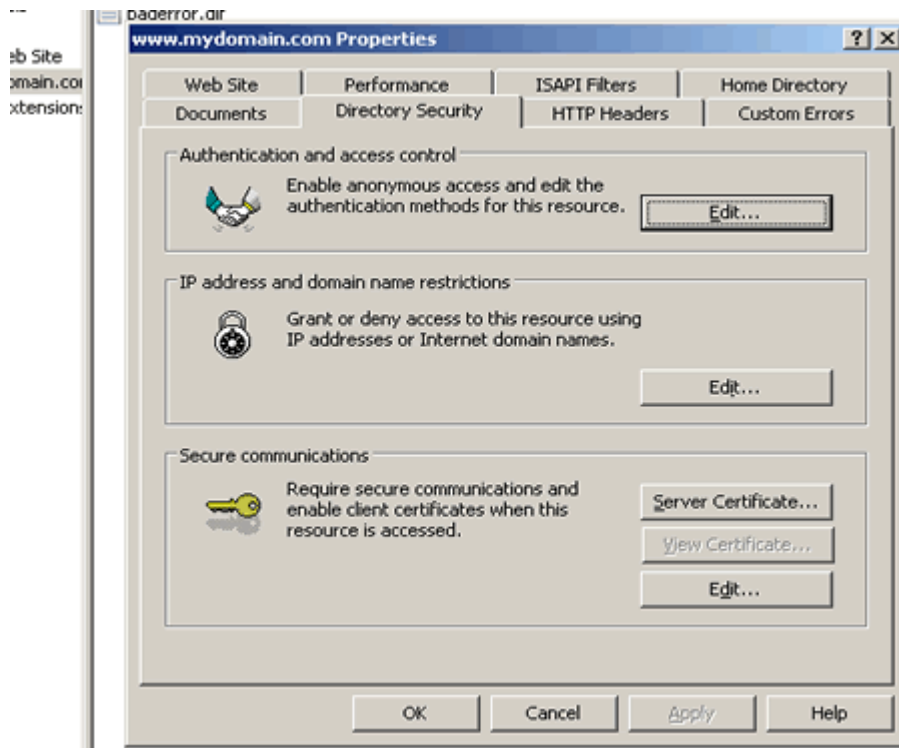 baderror.dir
www.mydomain.com Properties
eb Site
omain.com
xtensions
Web Site Performance ISAPI Filters Home Directory
Documents Directory Security HTTP Headers Custom Errors
Authentication and access control
Enable anonymous access and edit the
authentication methods for this resource.
Edit...
IP address and domain name restrictions
Grant or deny access to this resource using
IP addresses or Internet domain names.
Edit...
Secure communications
Require secure communications and
enable client certificates when this
resource is accessed.
Server Certificate...
View Certificate...
Edit...
OK Cancel Apply Help